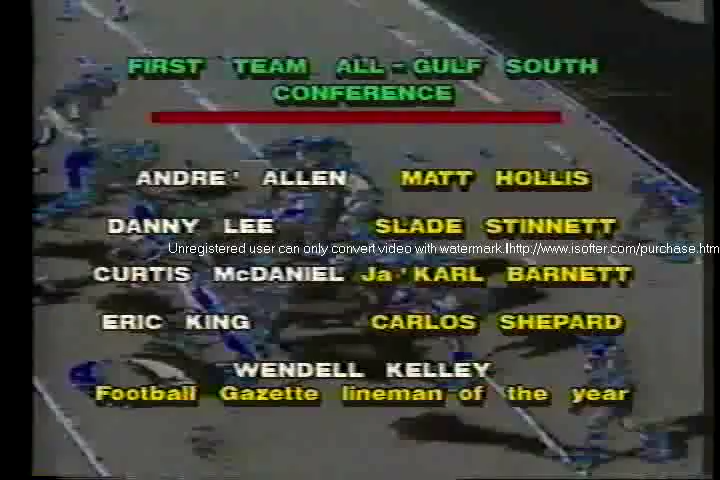 FIRST TEAM ALL-GULF SOUTH
CONFERENCE
ANDRE' ALLEN MATT HOLLIS
DANNY LEE SLADE STINNETT
Unregistered user can only convert video with watermark.http://www.isofter.com/purchase.htm
CURTIS McDANIEL Ja'KARL BARNETT
ERIC KING CARLOS SHEPARD
WENDELL KELLEY
Football Gazette lineman of the year